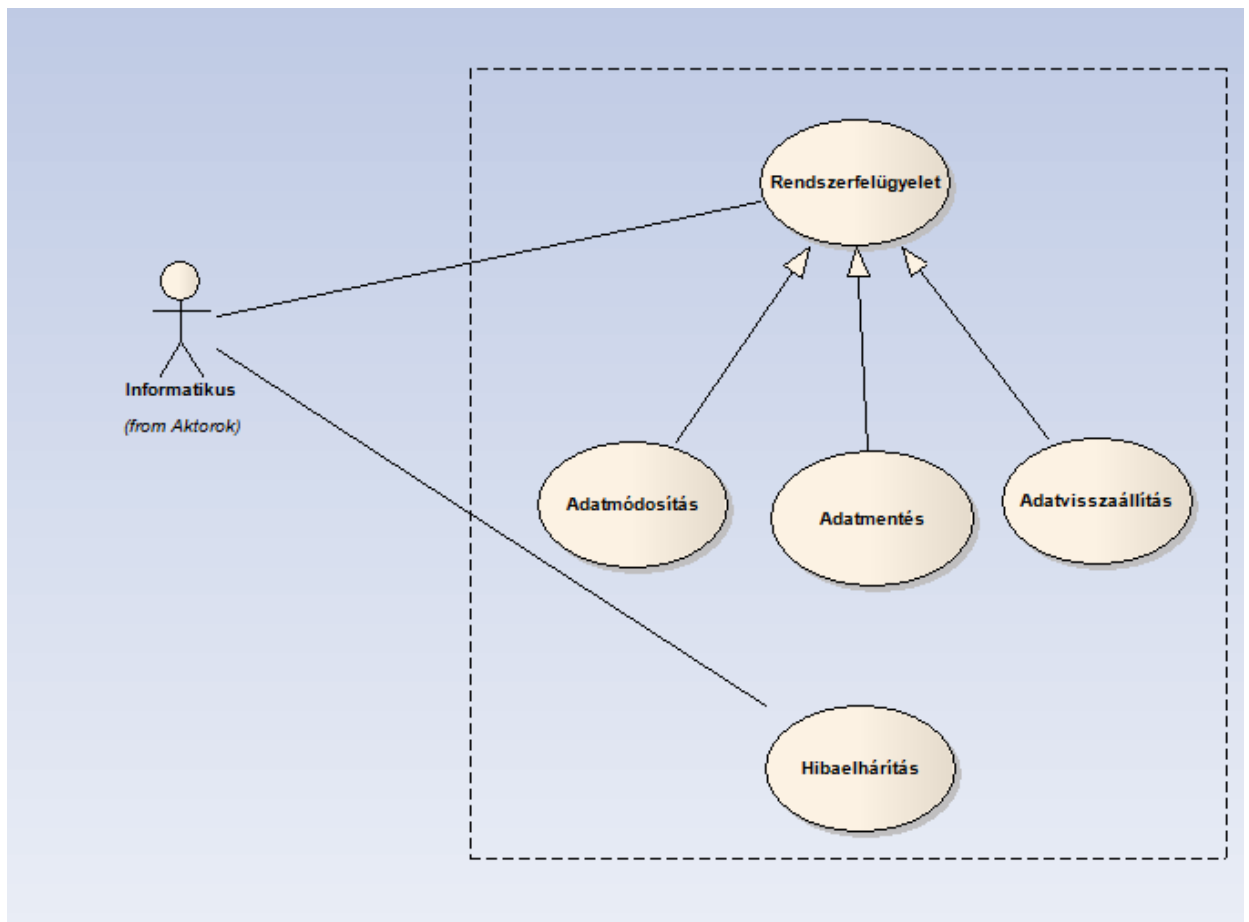 Rendszerfelügyelet
Informatikus
(from Aktorok)
Adatmódosítás
Adatmentés
Adatvisszaállítás
Hibaelhárítás